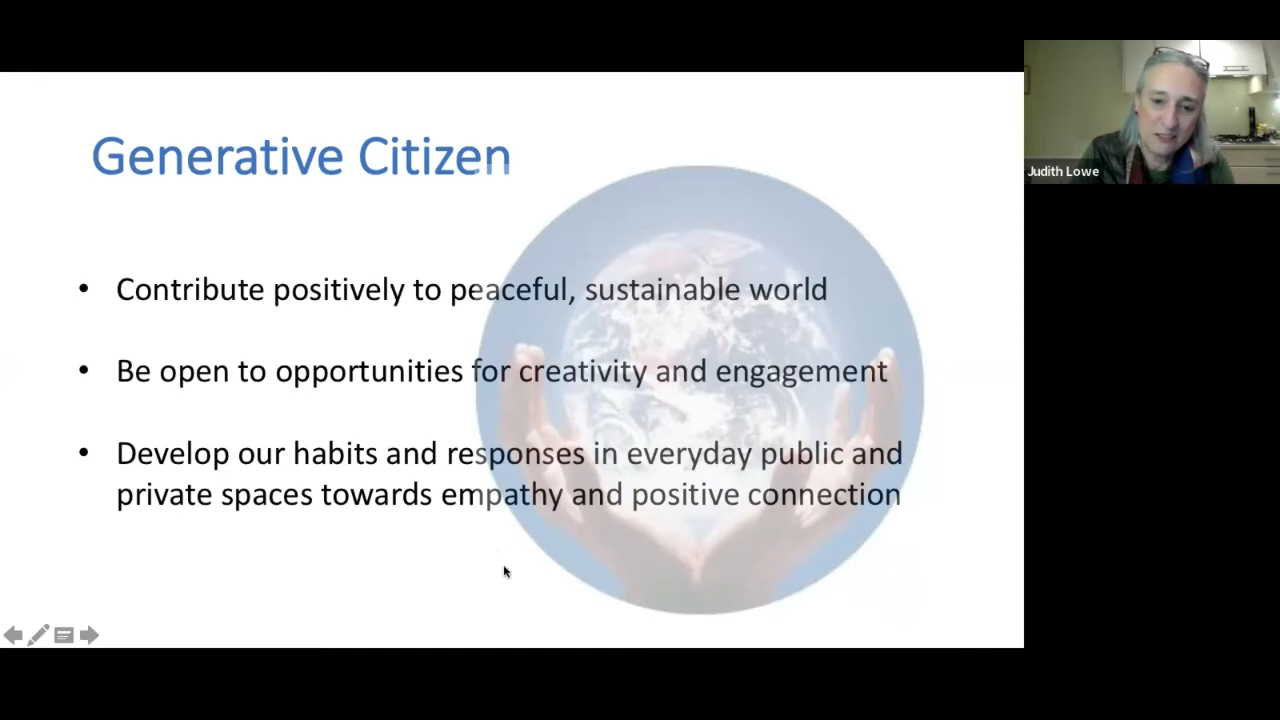 Generative Citizen
• Contribute positively to peaceful, sustainable world
• Be open to opportunities for creativity and engagement
• Develop our habits and responses in everyday public and
private spaces towards empathy and positive connection
Judith Lowe